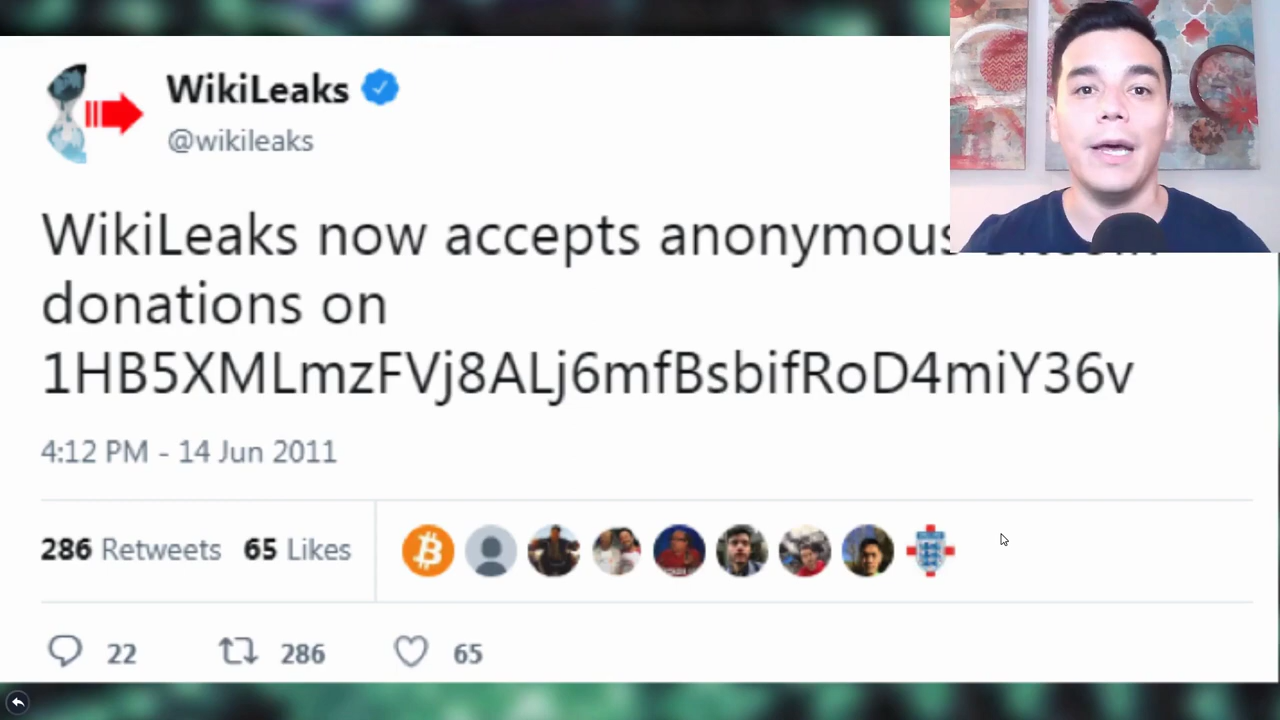 WikiLeaks
@wikileaks
WikiLeaks now accepts anonymous
donations on
1HB5XMLmzFVj8ALj6mfBsbifRoD4miY36v
4:12 PM - 14 Jun 2011
286 Retweets 65 Likes
22 286 65